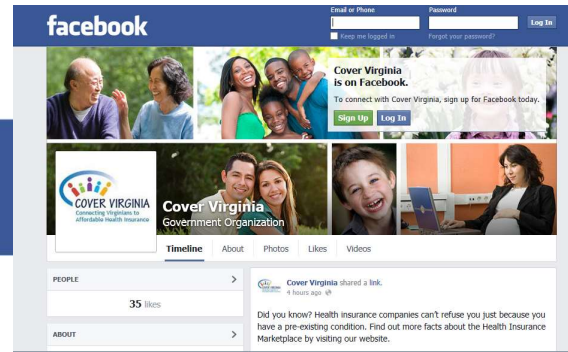 facebook
Email or Phone
Password
Log In
Keep me logged in
Forgot your password?
Cover Virginia
is on Facebook.
To connect with Cover Virginia, sign up for Facebook today.
Sign Up
Log In
COVER VIRGINIA
Connecting Virginians to
Affordable Health Insurance
Cover Virginia
Government Organization
Timeline
About
Photos
Likes
Videos
PEOPLE
>
35 likes
ABOUT
>
Cover Virginia shared a link.
4 hours ago
Did you know? Health insurance companies can't refuse you just because you
have a pre-existing condition. Find out more facts about the Health Insurance
Marketplace by visiting our website.